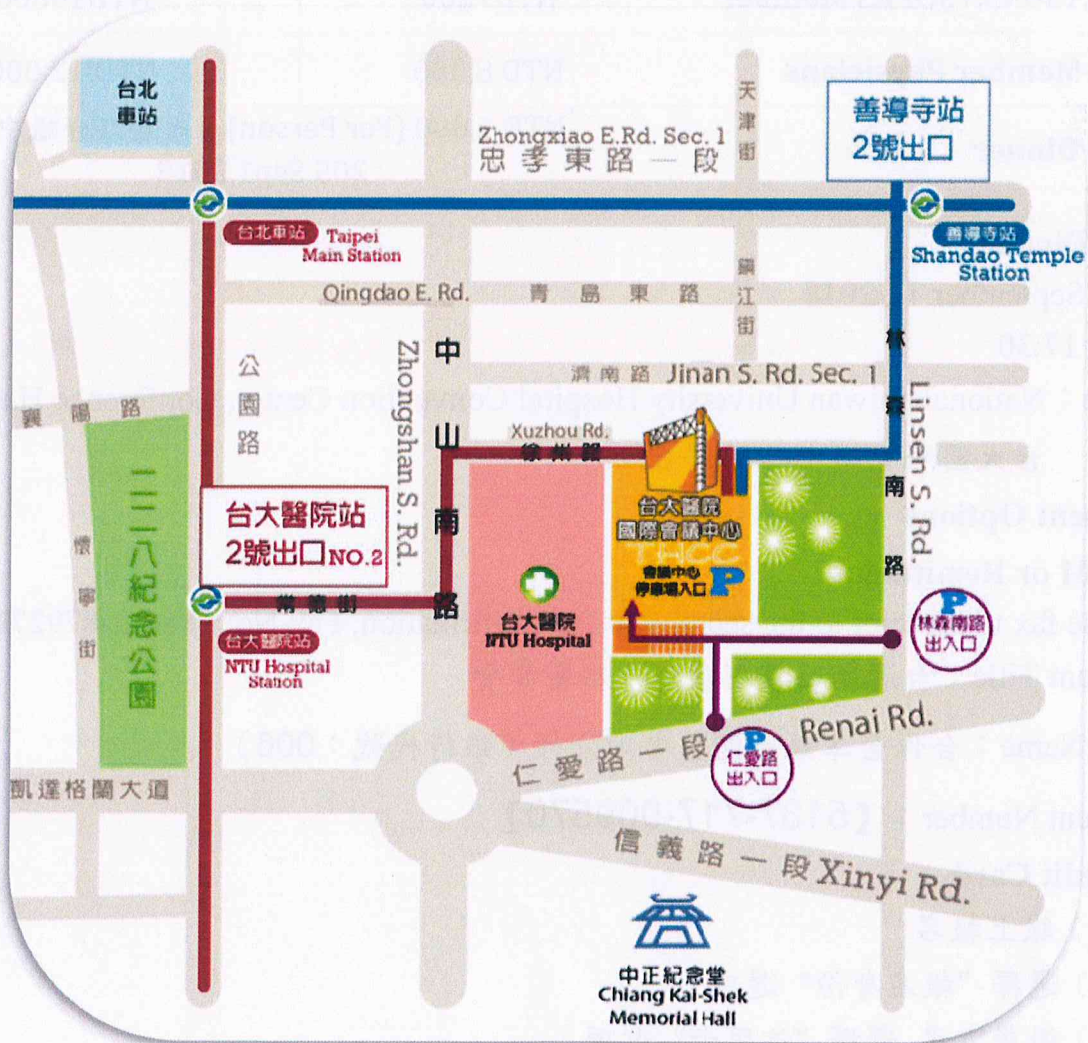 台北
車站
Zhongxiao E.Rd. Sec. 1
忠孝東路一段
天津街
善導寺站
2號出口
台北車站 Taipei
Main Station
善導寺站
Shandao Temple
Station
Qingdao E. Rd. 青島東路
鎮江街
公園路
Zhongshan S. Rd.
中山南路
濟南路 Jinan S. Rd. Sec. 1
林森南路
Linsen S. Rd.
襄陽路
Xuzhou Rd.
徐州路
二二八紀念公園
懷寧街
台大醫院站
2號出口NO.2
常德街
台大醫院站
NTU Hospital
Station
台大醫院
NTU Hospital
台大醫院
國際會議中心
THCC
會議中心
停車場入口 P
P
林森南路
出入口
P
仁愛路
出入口
仁愛路一段 Renai Rd.
凱達格蘭大道
信義路一段 Xinyi Rd.
中正紀念堂
Chiang Kai-Shek
Memorial Hall